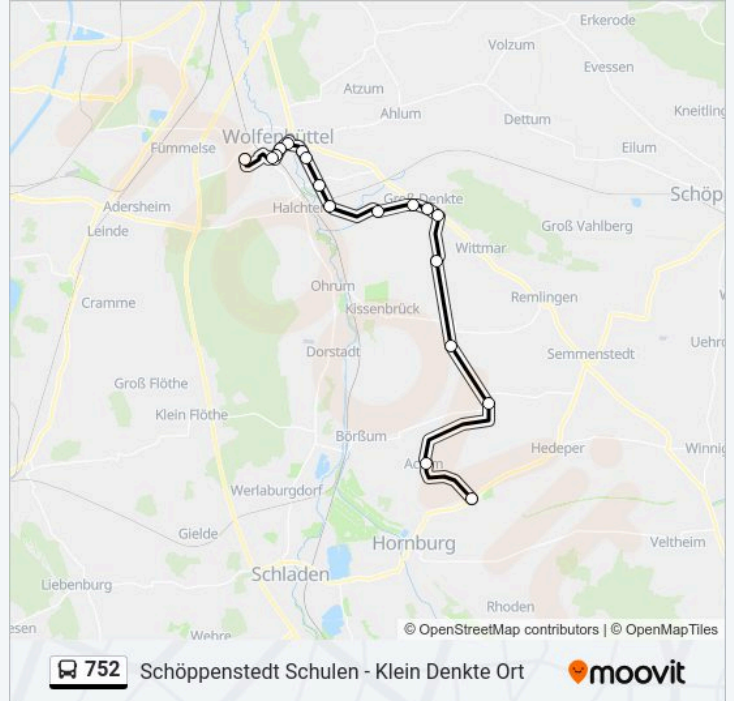 Erkerode
Volzum
Evessen
Atzum
Ahlum
Dettum
Kneitling
Wolfenbüttel
Fümmelse
Eilum
Schöp
Adersheim
Halchter
Groß Denkte
Leinde
Groß Vahlberg
Wittmar
Ohrum
Remlingen
Cramme
Kissenbrück
Uehr
Dorstadt
Semmenstedt
Groß Flöthe
Klein Flöthe
Börßum
Hedeper
Winnig
Werlaburgdorf
Gielde
Hornburg
Veltheim
Schladen
Liebenburg
Rhoden
esen
Wehre
© OpenStreetMap contributors | © OpenMapTiles
752 Schöppenstedt Schulen - Klein Denkte Ort moovit